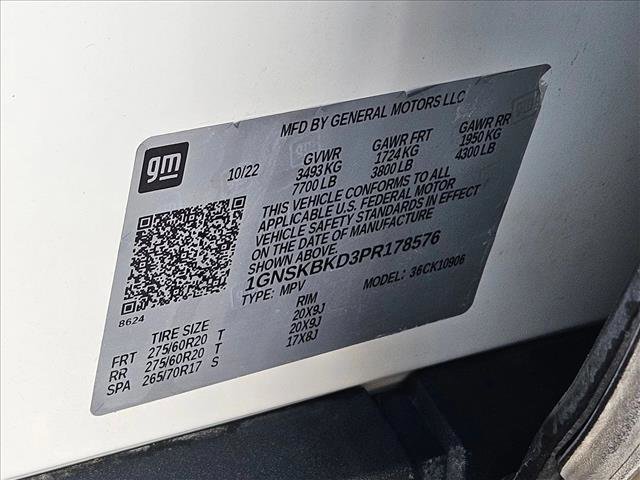 MFD BY GENERAL MOTORS LLC
gm
10/22
GVWR GAWR FRT GAWR RR
3493 KG 1724 KG 1950 KG
7700 LB 3800 LB 4300 LB
THIS VEHICLE CONFORMS TO ALL
APPLICABLE U.S. FEDERAL MOTOR
VEHICLE SAFETY STANDARDS IN EFFECT
ON THE DATE OF MANUFACTURE
SHOWN ABOVE.
1GNSKBKD3PR178576
TYPE: MPV MODEL: 36CK10906
8624
TIRE SIZE RIM
FRT 275/60R20 T 20X9J
RR 275/60R20 T 20X9J
SPA 265/70R17 S 17X8J